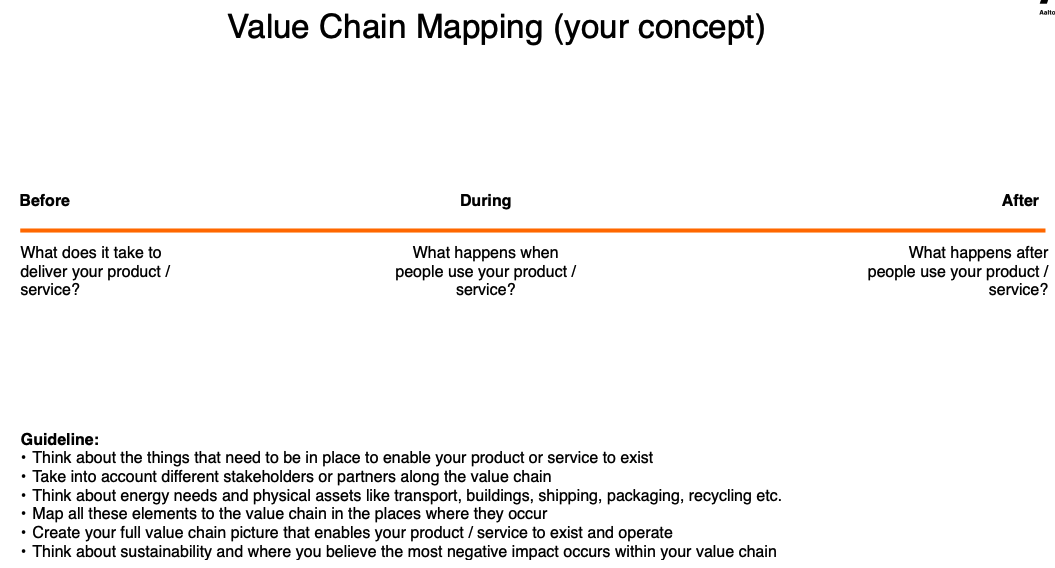 Value Chain Mapping (your concept)
Aalto
Before
During
After
What does it take to
deliver your product /
service?
What happens when
people use your product /
service?
What happens after
people use your product /
service?
Guideline:
• Think about the things that need to be in place to enable your product or service to exist
• Take into account different stakeholders or partners along the value chain
• Think about energy needs and physical assets like transport, buildings, shipping, packaging, recycling etc.
• Map all these elements to the value chain in the places where they occur
• Create your full value chain picture that enables your product / service to exist and operate
• Think about sustainability and where you believe the most negative impact occurs within your value chain